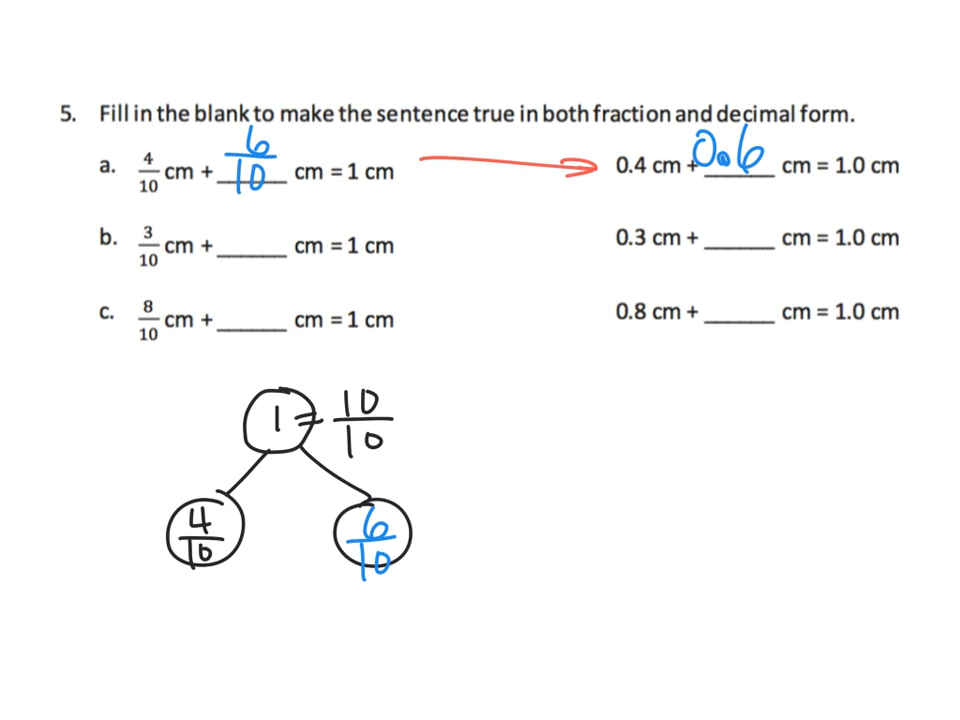 5. Fill in the blank to make the sentence true in both fraction and decimal form.
a. 4/10 cm + 6/10 cm = 1 cm 0.4 cm + 0.6 cm = 1.0 cm
b. 3/10 cm + ______ cm = 1 cm 0.3 cm + ______ cm = 1.0 cm
c. 8/10 cm + ______ cm = 1 cm 0.8 cm + ______ cm = 1.0 cm
1 = 10/10
4/10 6/10